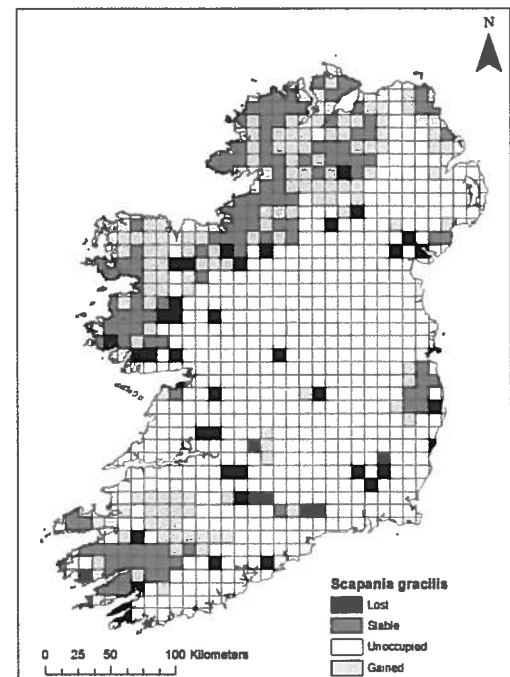 N
Scapania gracilis
Lost
Stable
Unoccupied
Gained
0 25 50 100 Kilometers